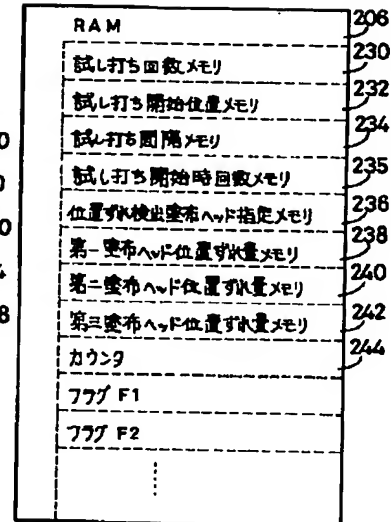 RAM 206
試し打ち回数メモリ 230
試し打ち開始位置メモリ 232
試し打ち間隔メモリ 234
試し打ち開始時回数メモリ 235
位置ずれ検出塗布ヘッド指定メモリ 236
第一塗布ヘッド位置ずれ量メモリ 238
第二塗布ヘッド位置ずれ量メモリ 240
第三塗布ヘッド位置ずれ量メモリ 242
カウンタ 244
フラグ F1
フラグ F2